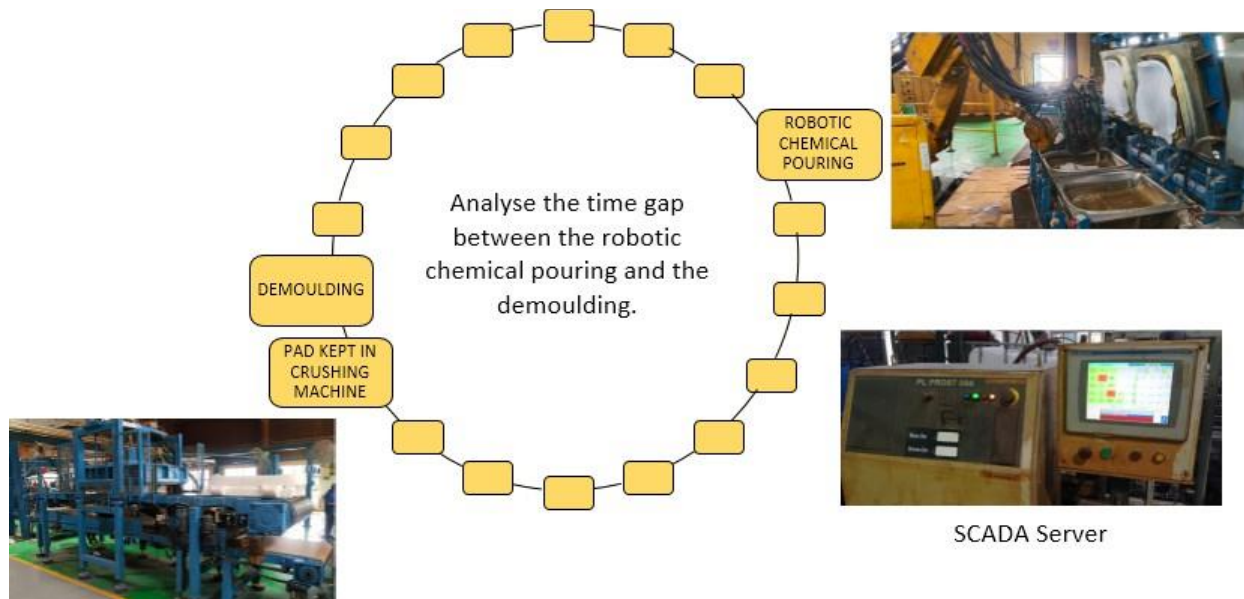 ROBOTIC
CHEMICAL
POURING
Analyse the time gap
between the robotic
chemical pouring and the
demoulding.
DEMOULDING
PAD KEPT IN
CRUSHING
MACHINE
SCADA Server